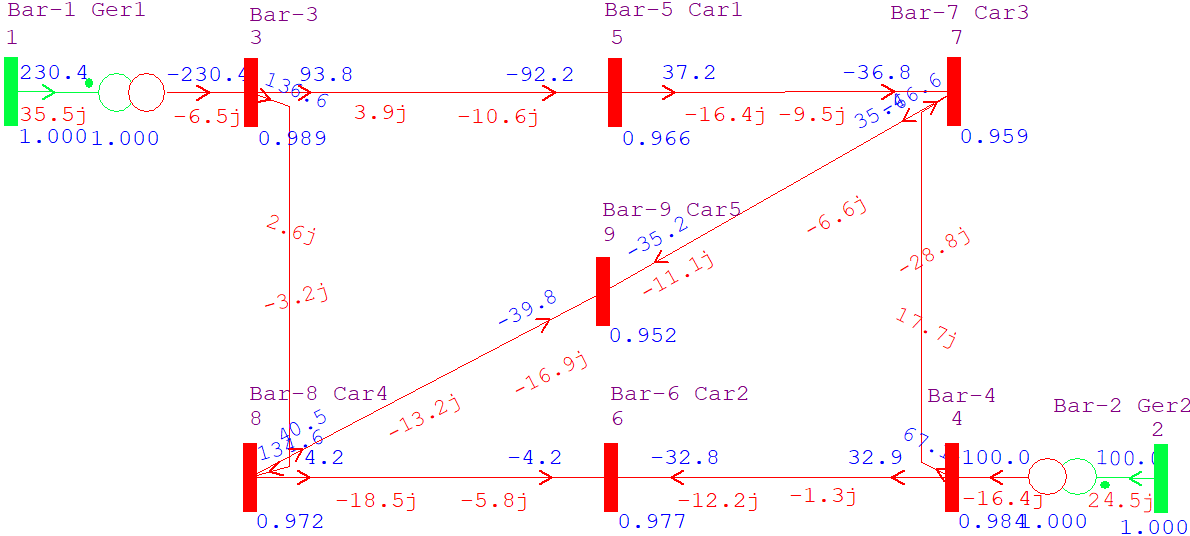 Bar-1 Ger1
1
Bar-3
3
Bar-5 Car1
5
Bar-7 Car3
7
230.4
-230.4
93.8
-92.2
37.2
-36.8
136.6
35.5j
-6.5j
3.9j
-10.6j
-16.4j
-9.5j
1.000
1.000
0.989
0.966
0.959
2.6j
-3.2j
Bar-9 Car5
9
-35.2
-11.1j
-6.6j
-28.8j
17.7j
-39.8
-16.9j
-13.2j
0.952
Bar-8 Car4
8
Bar-6 Car2
6
Bar-4
4
Bar-2 Ger2
2
40.5
4.2
-4.2
-32.8
32.9
100.0
-18.5j
-5.8j
-12.2j
-1.3j
-16.4j
24.5j
0.972
0.977
0.984
1.000
1.000